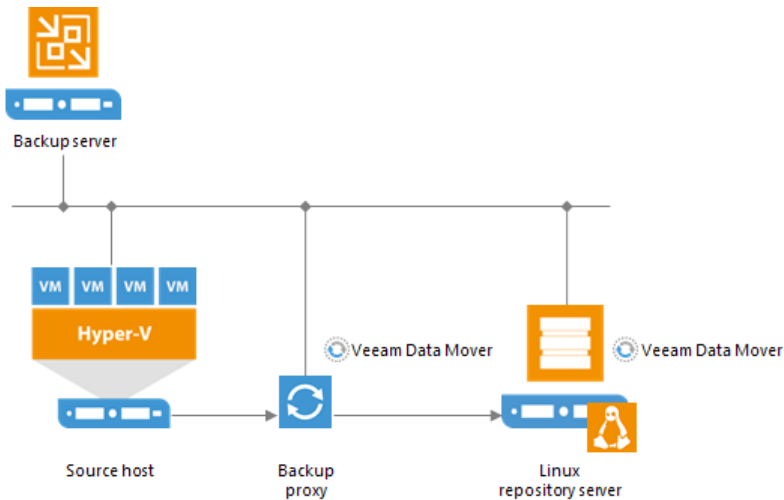 Backup server
VM VM VM VM
Hyper-V
Veeam Data Mover
Veeam Data Mover
Source host
Backup
proxy
Linux
repository server